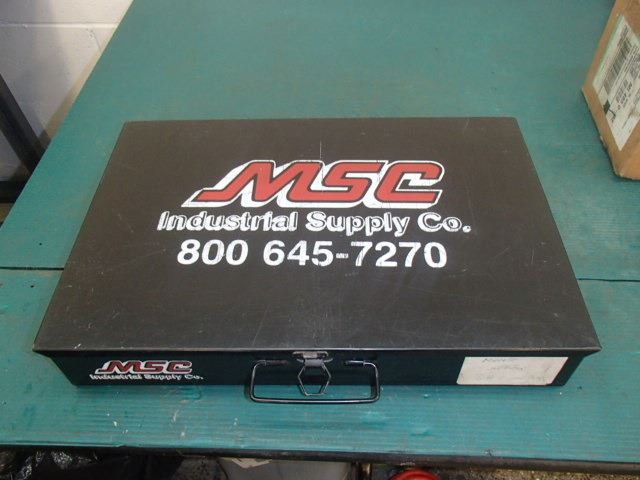 MSC
Industrial Supply Co.
800 645-7270
MSC
Industrial Supply Co.